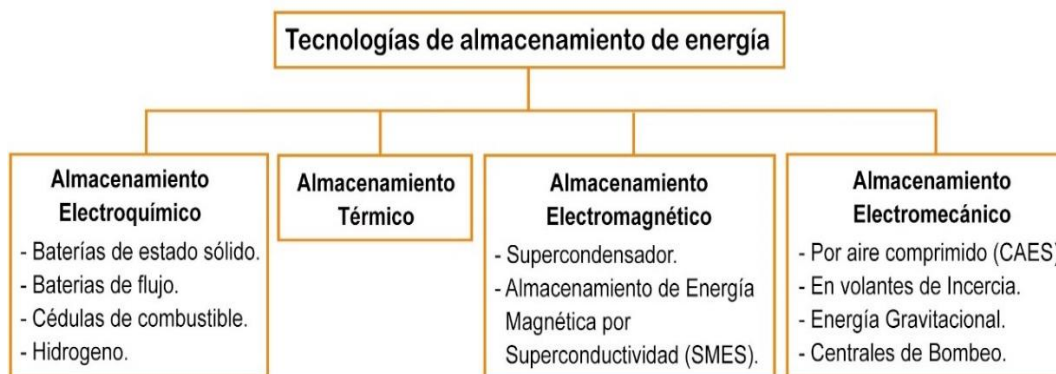 Tecnologías de almacenamiento de energía
Almacenamiento
Electroquímico
- Baterías de estado sólido.
- Baterias de flujo.
- Cédulas de combustible.
- Hidrogeno.
Almacenamiento
Térmico
Almacenamiento
Electromagnético
- Supercondensador.
- Almacenamiento de Energía
Magnética por
Superconductividad (SMES).
Almacenamiento
Electromecánico
- Por aire comprimido (CAES)
- En volantes de Incercia.
- Energía Gravitacional.
- Centrales de Bombeo.